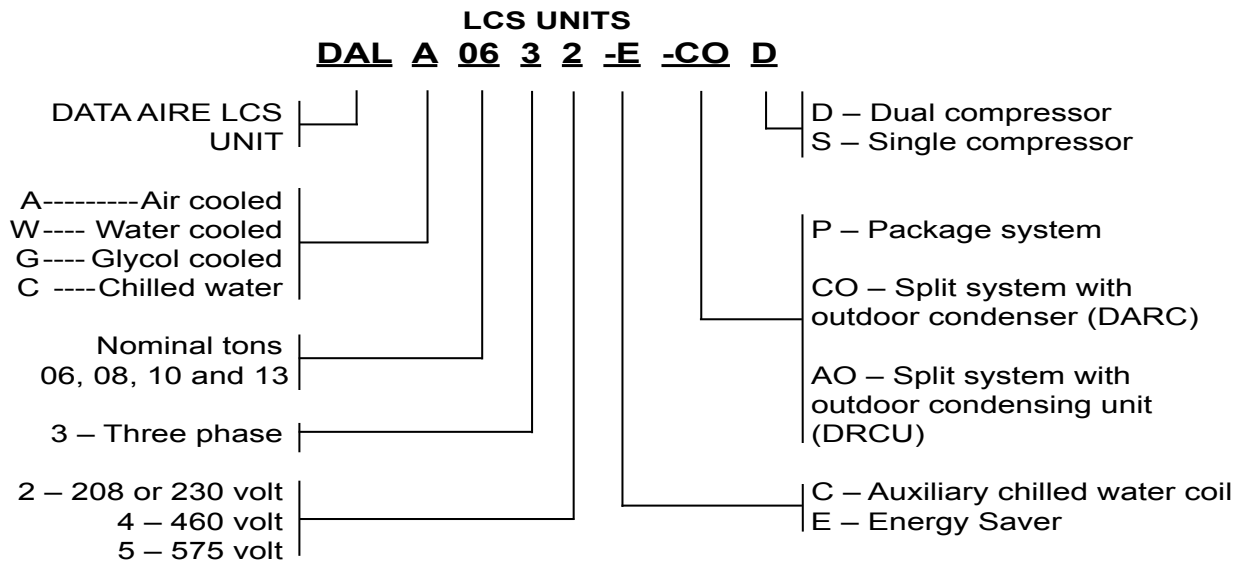 LCS UNITS
DAL A 06 3 2 -E -CO D
DATA AIRE LCS
UNIT
A---------Air cooled
W---- Water cooled
G---- Glycol cooled
C ----Chilled water
Nominal tons
06, 08, 10 and 13
3 – Three phase
2 – 208 or 230 volt
4 – 460 volt
5 – 575 volt
D – Dual compressor
S – Single compressor
P – Package system
CO – Split system with
outdoor condenser (DARC)
AO – Split system with
outdoor condensing unit
(DRCU)
C – Auxiliary chilled water coil
E – Energy Saver